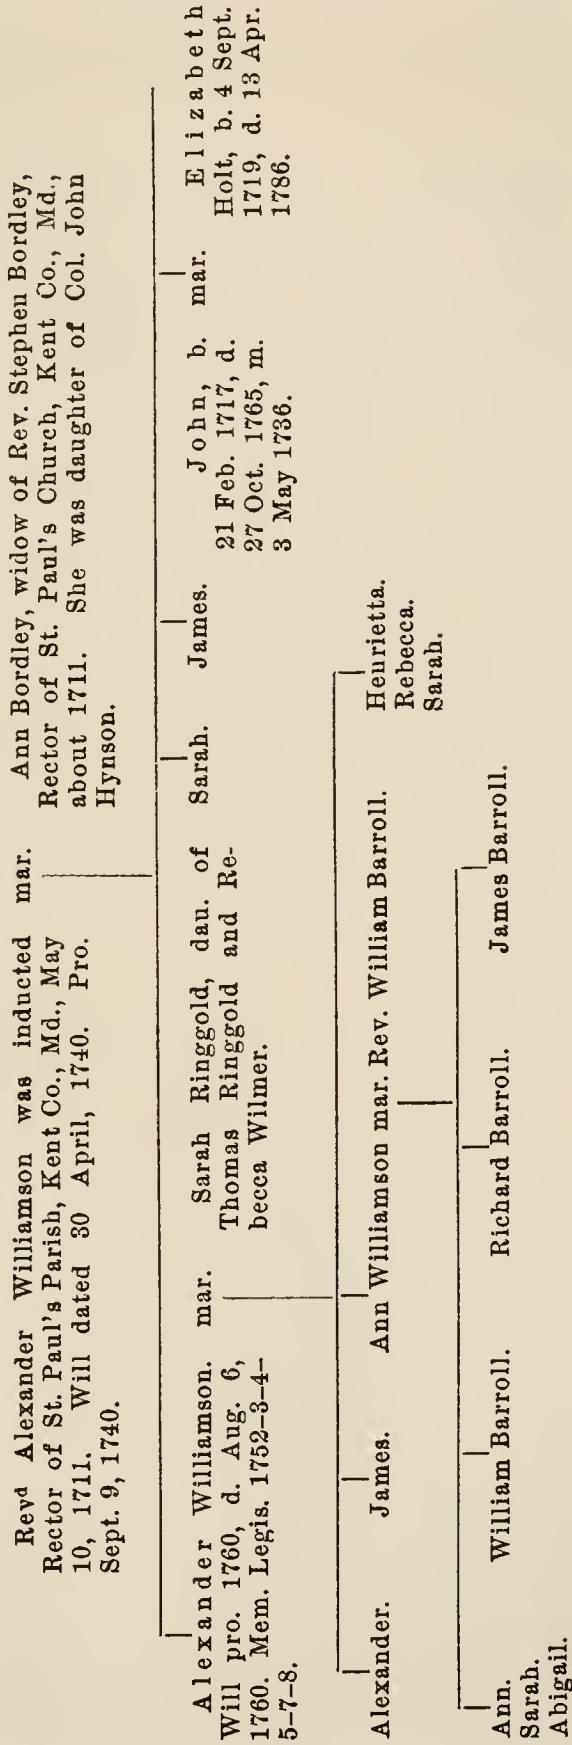 Revd Alexander Williamson was inducted
Rector of St. Paul's Parish, Kent Co., Md., May
10, 1711. Will dated 30 April, 1740. Pro.
Sept. 9, 1740.
mar.
Ann Bordley, widow of Rev. Stephen Bordley,
Rector of St. Paul's Church, Kent Co., Md.,
about 1711. She was daughter of Col. John
Hynson.
Alexander Williamson.
Will pro. 1760, d. Aug. 6,
1760. Mem. Legis. 1752-3-4-
5-7-8.
mar.
Sarah Ringgold, dau. of
Thomas Ringgold and Re-
becca Wilmer.
Sarah.
James.
John, b.
21 Feb. 1717, d.
27 Oct. 1765, m.
3 May 1736.
mar.
Elizabeth
Holt, b. 4 Sept.
1719, d. 13 Apr.
1786.
Alexander.
James.
Ann Williamson mar. Rev. William Barroll.
Henrietta.
Rebecca.
Sarah.
Ann.
Sarah.
Abigail.
William Barroll.
Richard Barroll.
James Barroll.